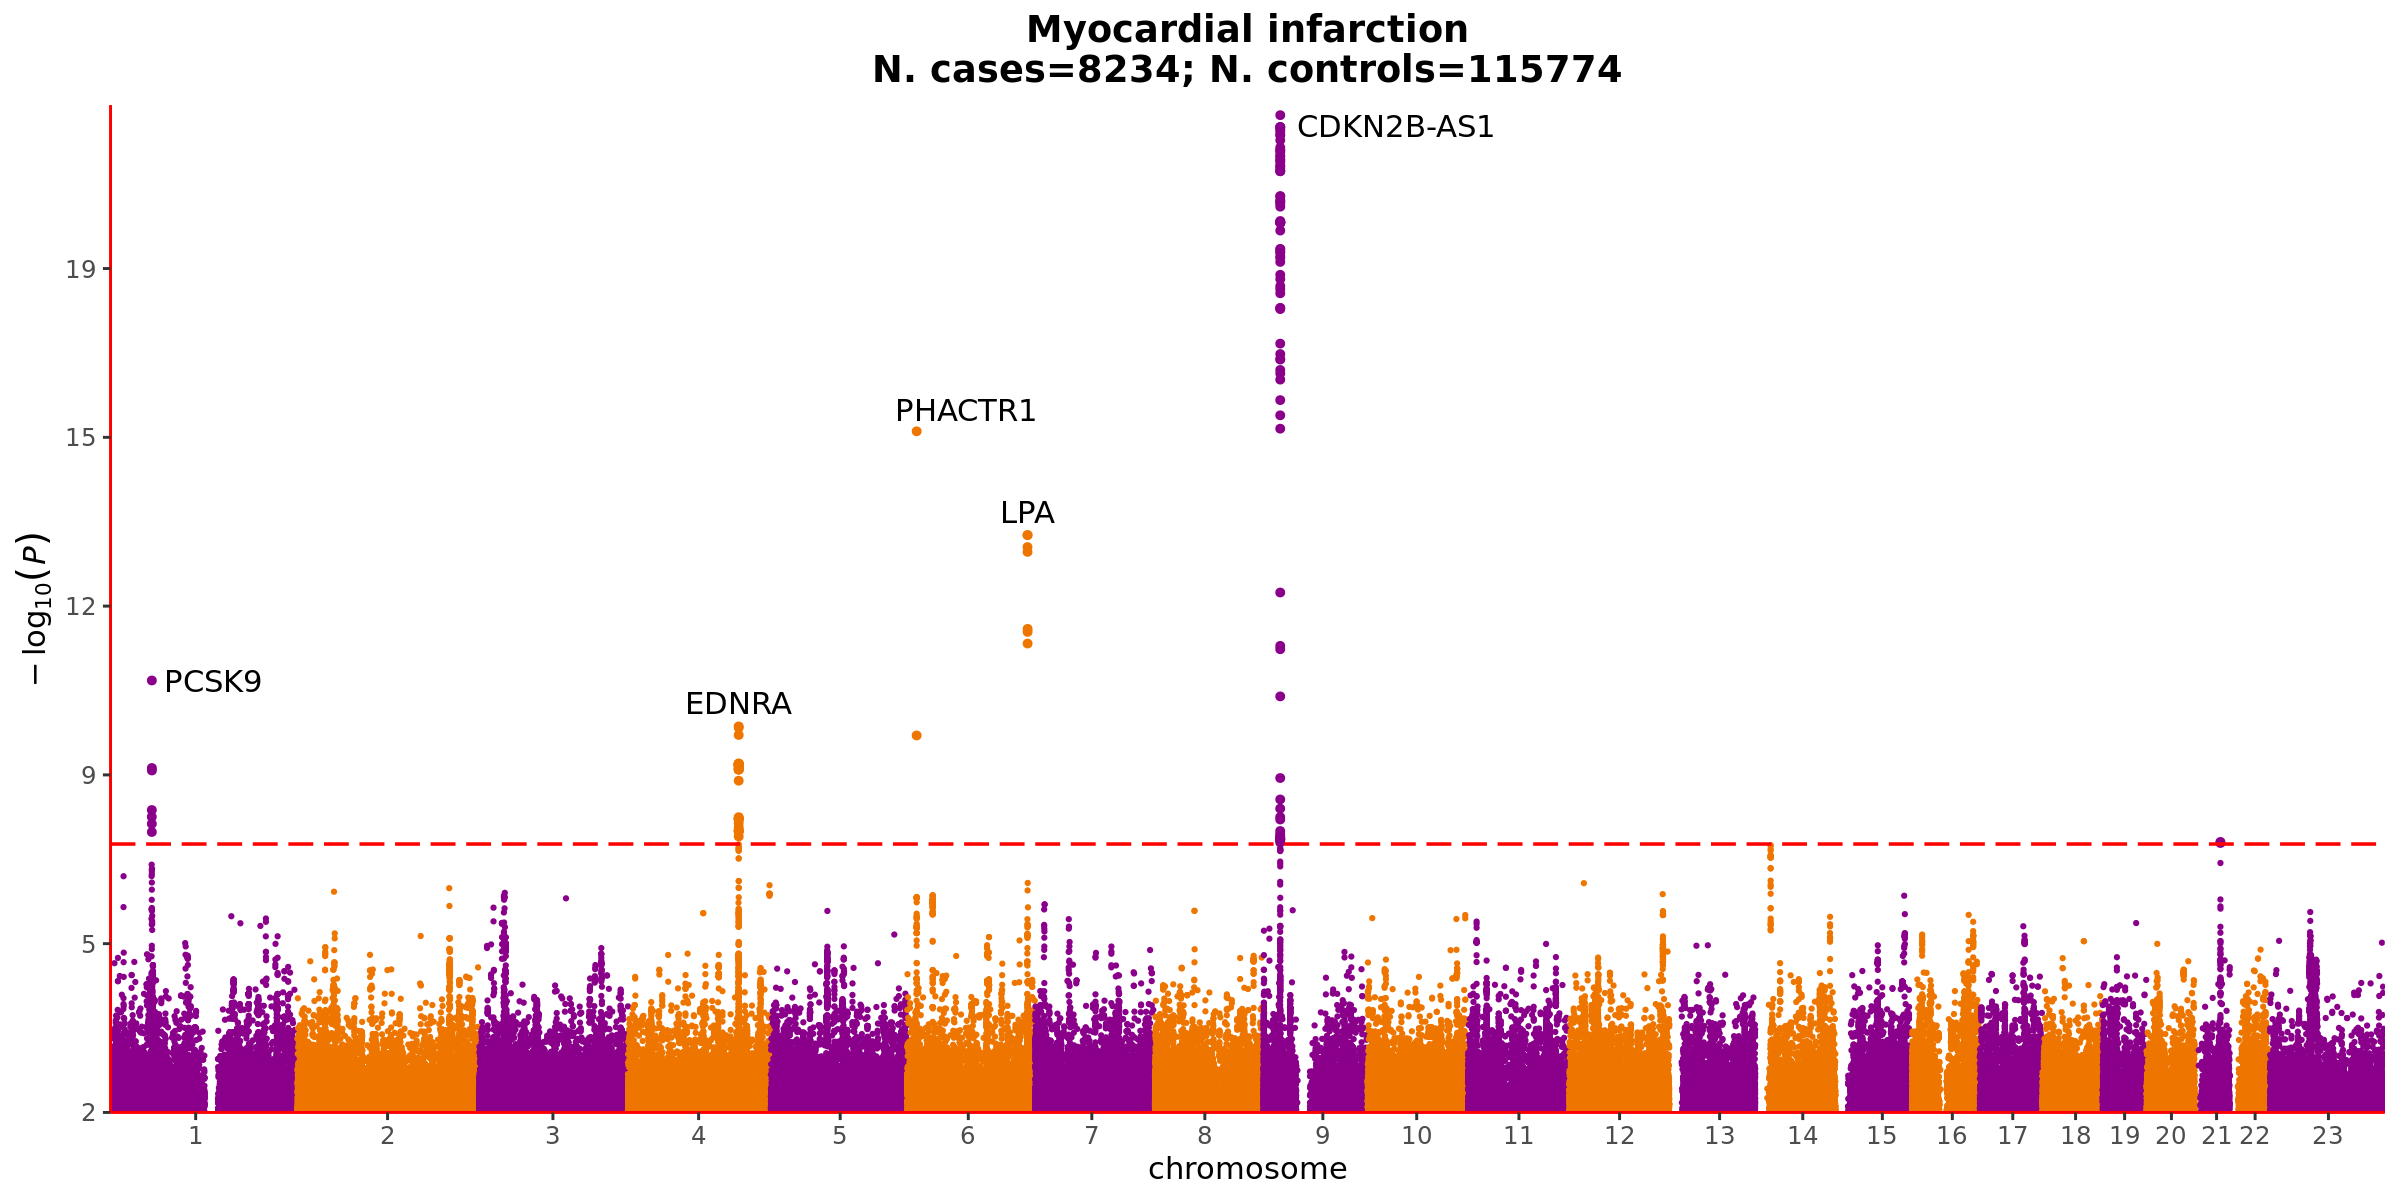 Myocardial infarction
N. cases=8234; N. controls=115774
CDKN2B-AS1
19
PHACTR1
15
LPA
− log₁₀(P)
12
PCSK9
EDNRA
9
5
2
1 2 3 4 5 6 7 8 9 10 11 12 13 14 15 16 17 18 19 20 21 22 23
chromosome